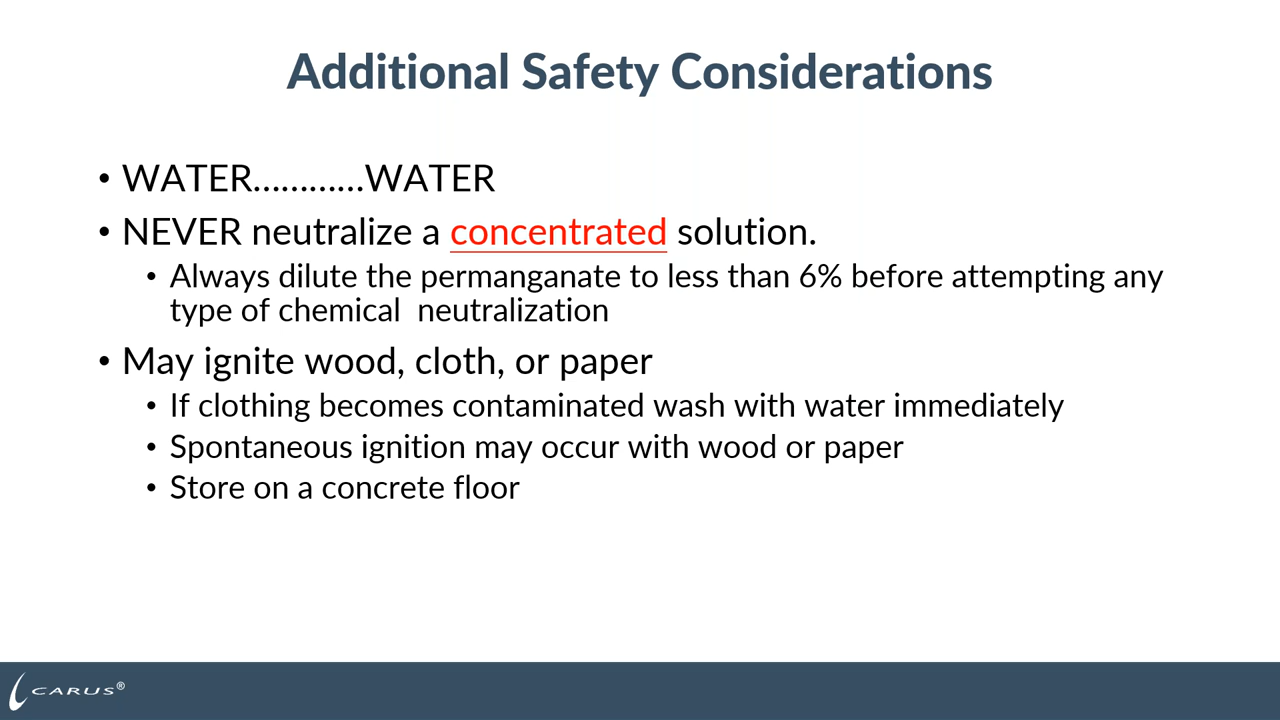 Additional Safety Considerations
• WATER............WATER
• NEVER neutralize a concentrated solution.
• Always dilute the permanganate to less than 6% before attempting any
type of chemical  neutralization
• May ignite wood, cloth, or paper
• If clothing becomes contaminated wash with water immediately
• Spontaneous ignition may occur with wood or paper
• Store on a concrete floor
CARUS®